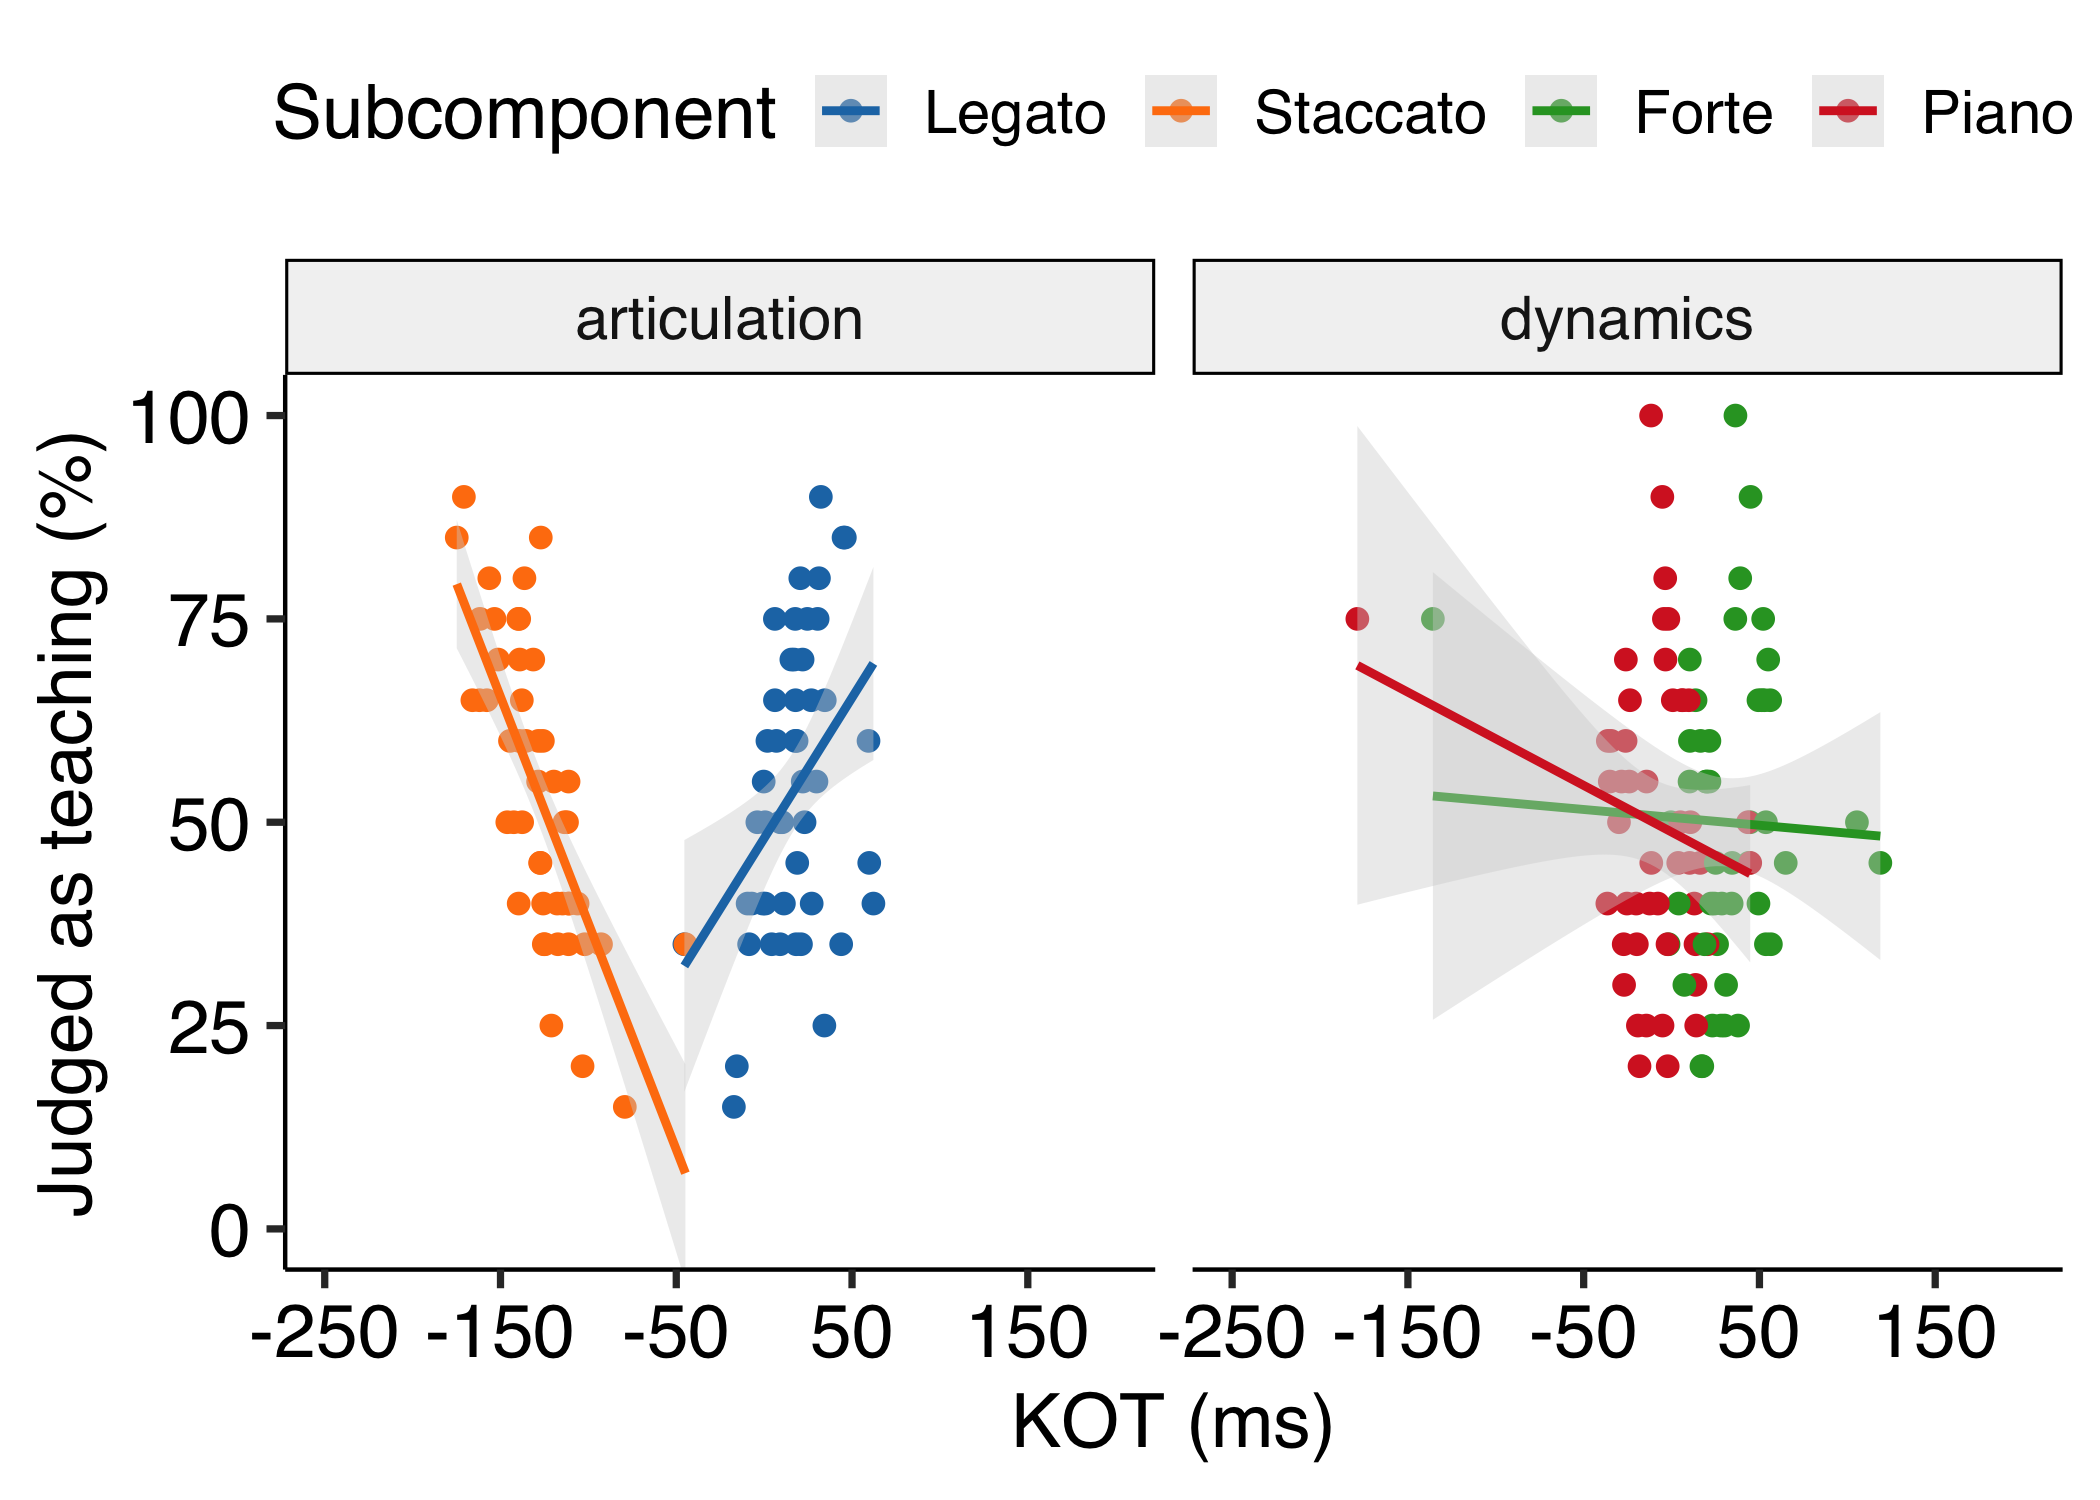 Subcomponent Legato Staccato Forte Piano
articulation dynamics
Judged as teaching (%)
100
75
50
25
0
-250 -150 -50 50 150 -250 -150 -50 50 150
KOT (ms)